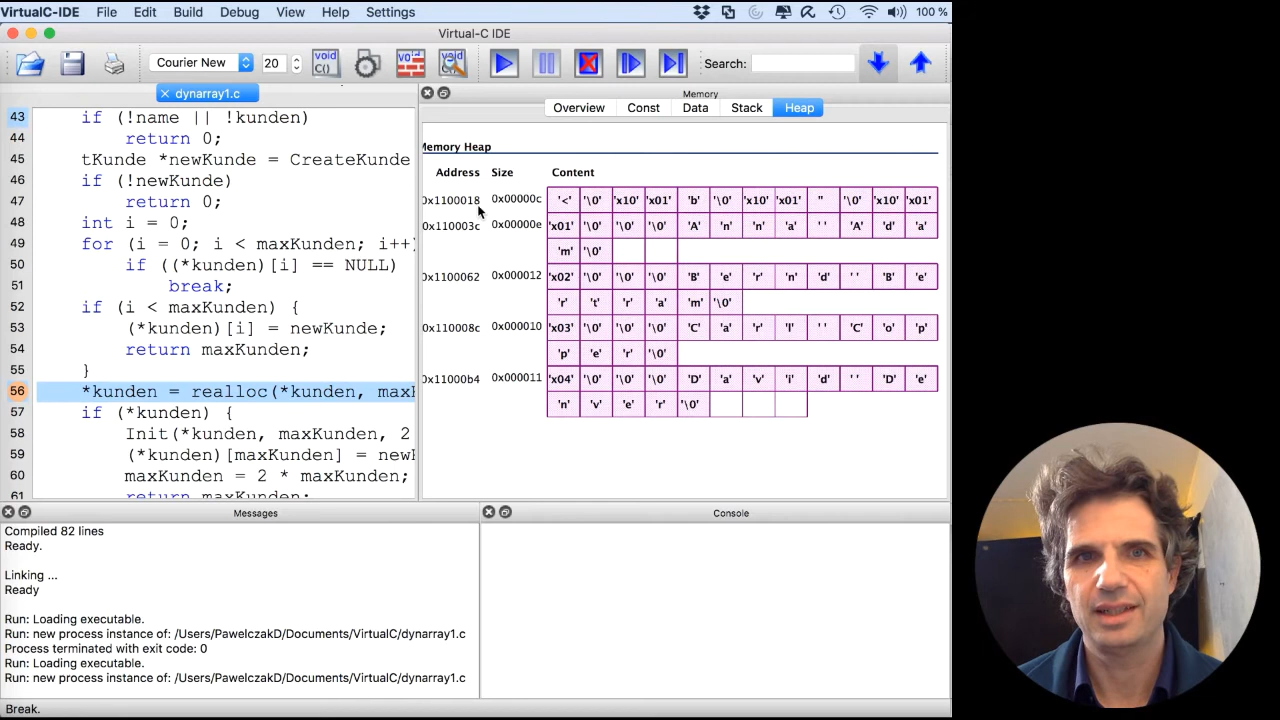 VirtualC-IDE File Edit Build Debug View Help Settings 100 %
Virtual-C IDE
Courier New 20 void C() void void C() Search:
dynarray1.c
43 if (!name || !kunden)
44 return 0;
45 tKunde *newKunde = CreateKunde
46 if (!newKunde)
47 return 0;
48 int i = 0;
49 for (i = 0; i < maxKunden; i++)
50 if ((*kunden)[i] == NULL)
51 break;
52 if (i < maxKunden) {
53 (*kunden)[i] = newKunde;
54 return maxKunden;
55 }
56 *kunden = realloc(*kunden, max
57 if (*kunden) {
58 Init(*kunden, maxKunden, 2
59 (*kunden)[maxKunden] = new
60 maxKunden = 2 * maxKunden;
61 return maxKunden;
Memory
Overview Const Data Stack Heap
Memory Heap
Address Size Content
0x1100018 0x00000c '<' '\0' 'x10' 'x01' 'b' '\0' 'x10' 'x01' '"' '\0' 'x10' 'x01'
0x110003c 0x00000e 'x01' '\0' '\0' '\0' 'A' 'n' 'n' 'a' ' ' 'A' 'd' 'a'
'm' '\0'
0x1100062 0x000012 'x02' '\0' '\0' '\0' 'B' 'e' 'r' 'n' 'd' ' ' 'B' 'e'
'r' 't' 'r' 'a' 'm' '\0'
0x110008c 0x000010 'x03' '\0' '\0' '\0' 'C' 'a' 'r' 'l' ' ' 'C' 'o' 'p'
'p' 'e' 'r' '\0'
0x11000b4 0x000011 'x04' '\0' '\0' '\0' 'D' 'a' 'v' 'i' 'd' ' ' 'D' 'e'
'n' 'v' 'e' 'r' '\0'
Messages
Compiled 82 lines
Ready.
Linking ...
Ready
Run: Loading executable.
Run: new process instance of: /Users/PawelczakD/Documents/VirtualC/dynarray1.c
Process terminated with exit code: 0
Run: Loading executable.
Run: new process instance of: /Users/PawelczakD/Documents/VirtualC/dynarray1.c
Console
Break.